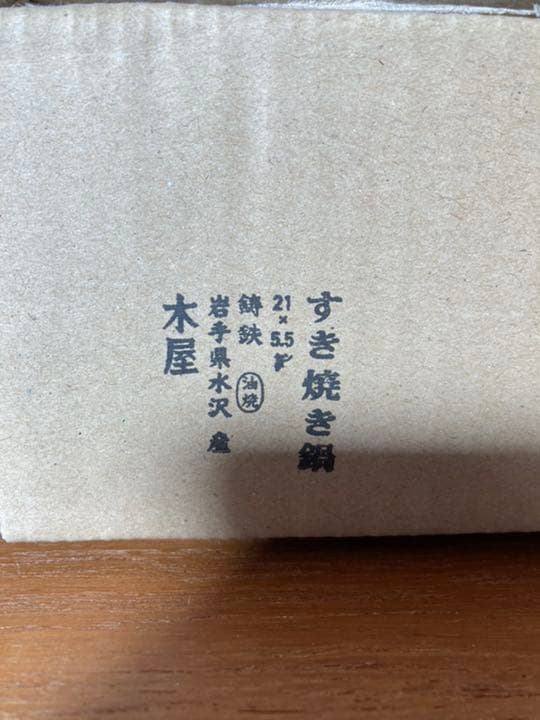 すき焼き鍋
21×5.5㌢
鋳鉄 油焼
岩手県水沢産
木屋